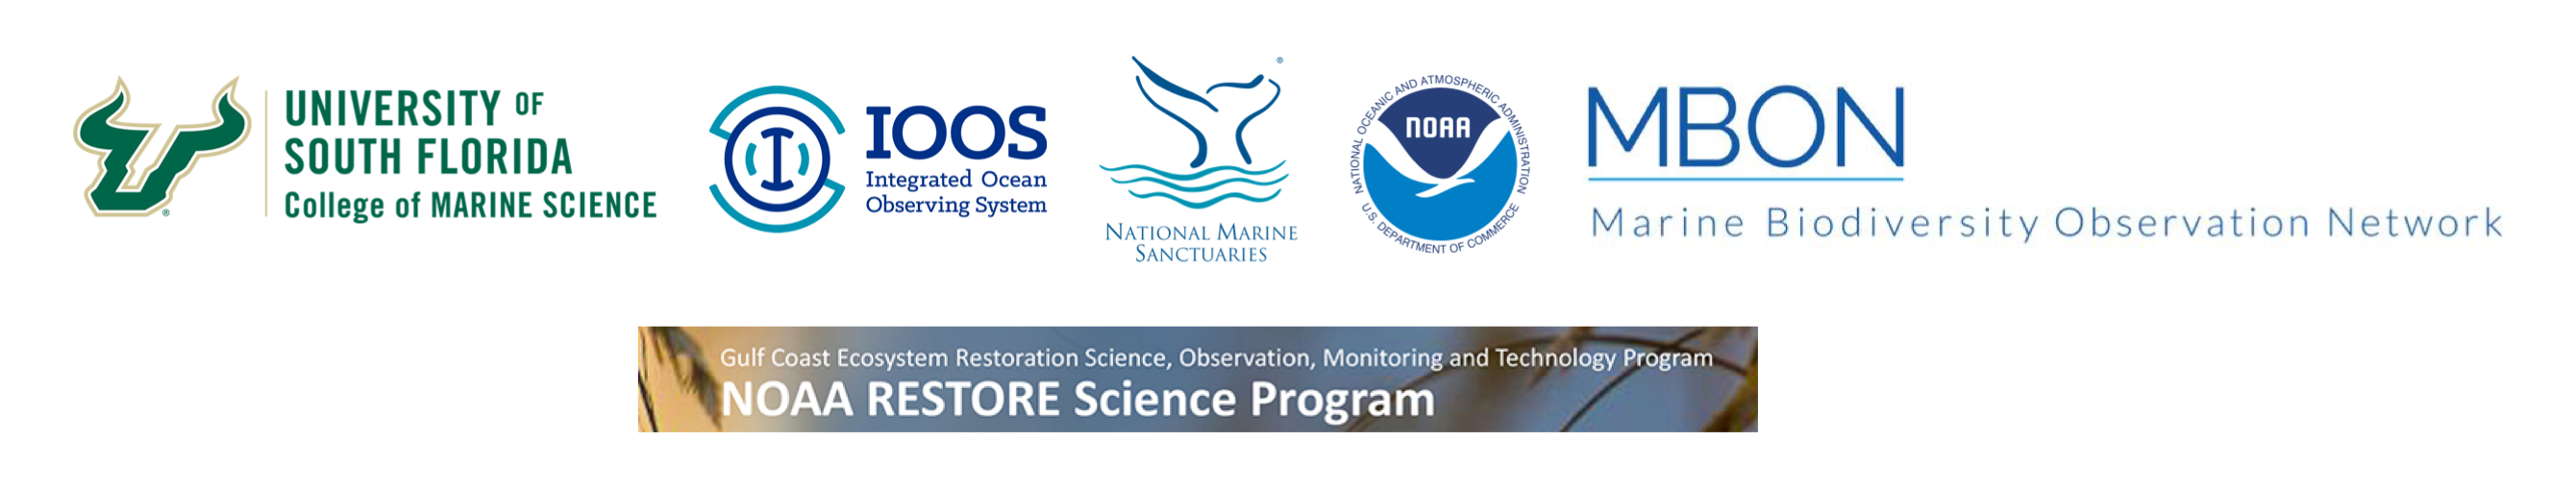 UNIVERSITY OF
SOUTH FLORIDA
College of MARINE SCIENCE
IOOS
Integrated Ocean
Observing System
NATIONAL MARINE
SANCTUARIES
NATIONAL OCEANIC AND ATMOSPHERIC ADMINISTRATION
NOAA
U.S. DEPARTMENT OF COMMERCE
MBON
Marine Biodiversity Observation Network
Gulf Coast Ecosystem Restoration Science, Observation, Monitoring and Technology Program
NOAA RESTORE Science Program